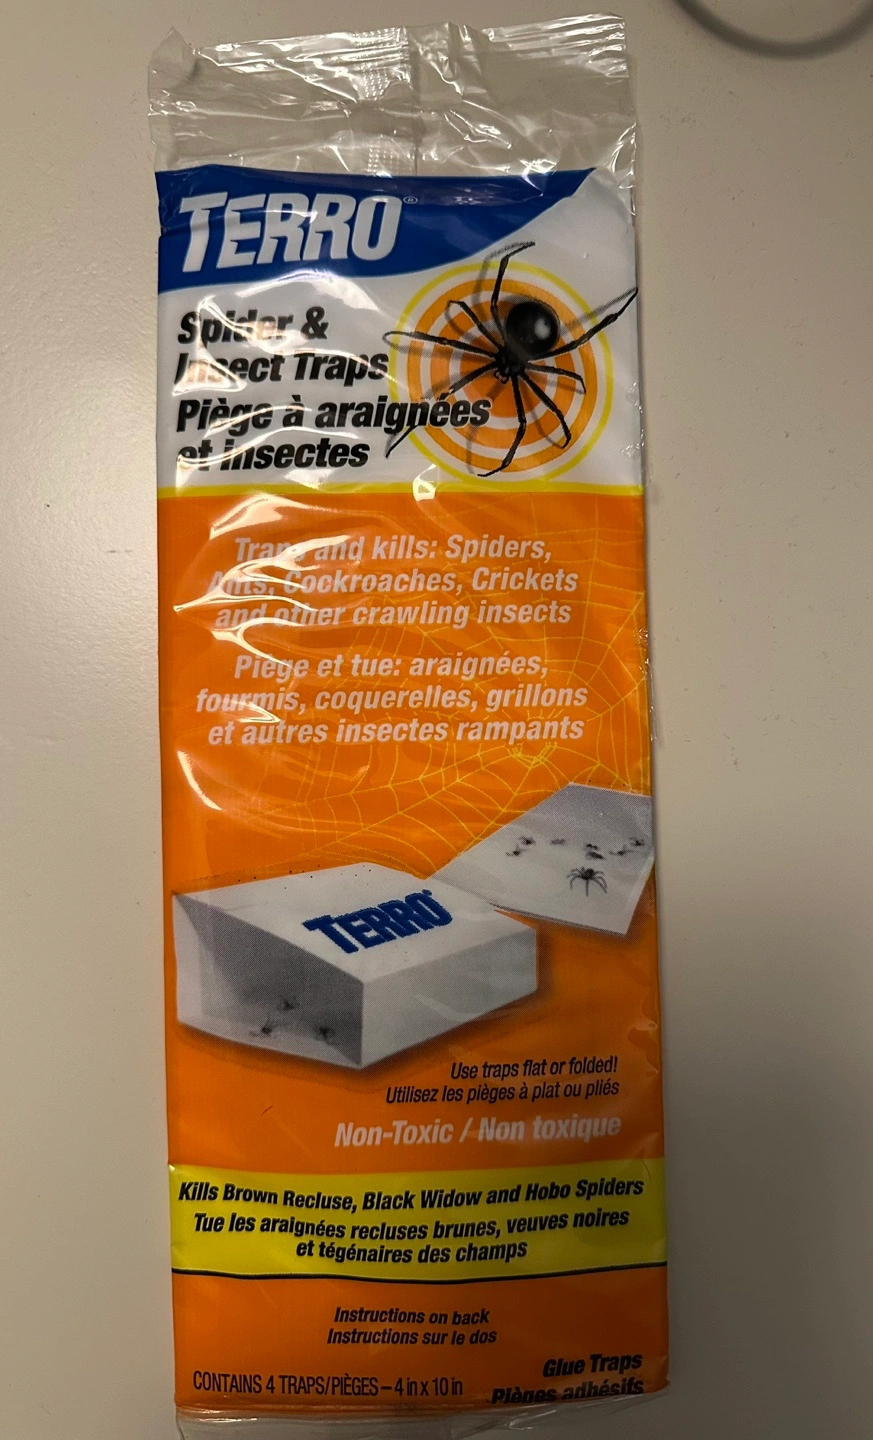 TERRO®
Spider &
Insect Traps
Piège à araignées
et insectes
Traps and kills: Spiders,
Ants, Cockroaches, Crickets
and other crawling insects
Piège et tue: araignées,
fourmis, coquerelles, grillons
et autres insectes rampants
TERRO®
Use traps flat or folded!
Utilisez les pièges à plat ou pliés
Non-Toxic / Non toxique
Kills Brown Recluse, Black Widow and Hobo Spiders
Tue les araignées recluses brunes, veuves noires
et tégénaires des champs
Instructions on back
Instructions sur le dos
CONTAINS 4 TRAPS/PIÈGES – 4 in x 10 in
Glue Traps
Pièges adhésifs